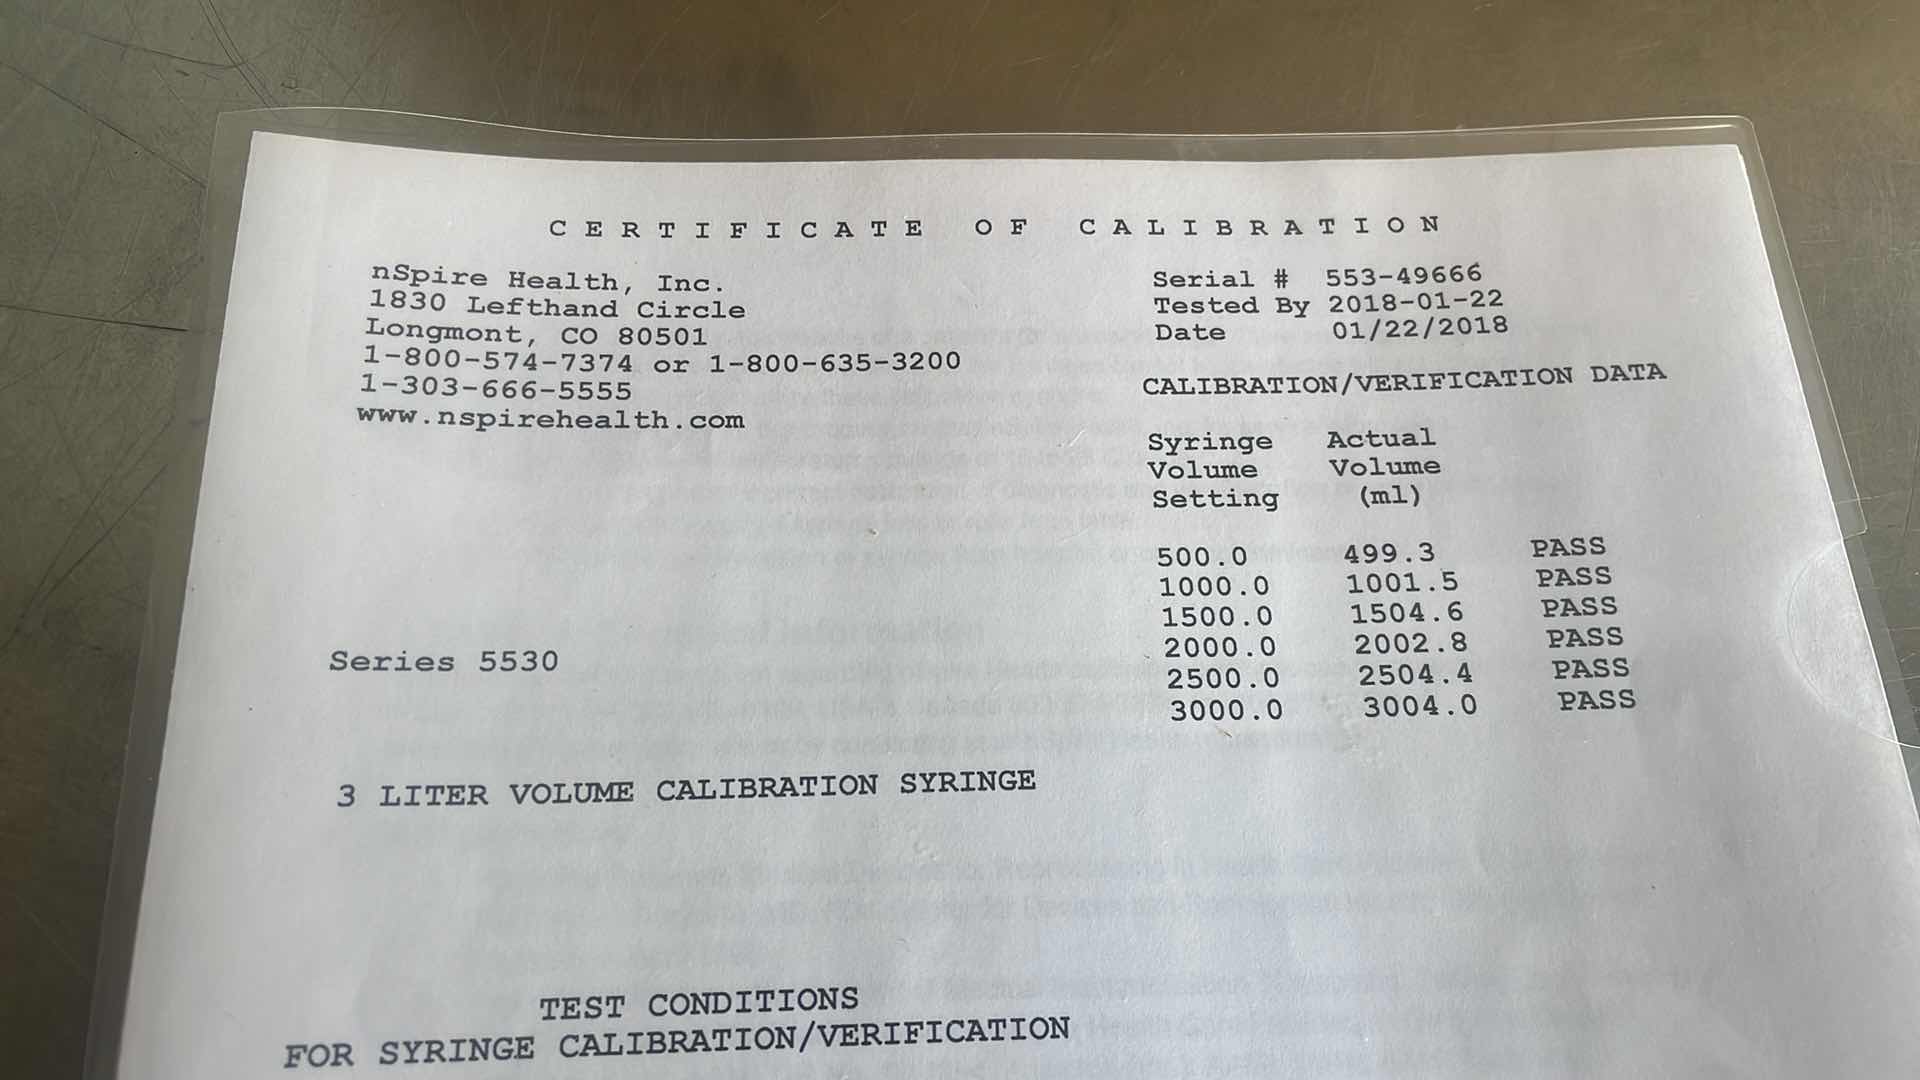 CERTIFICATE OF CALIBRATION
nSpire Health, Inc.
1830 Lefthand Circle
Longmont, CO 80501
1-800-574-7374 or 1-800-635-3200
1-303-666-5555
www.nspirehealth.com
Serial # 553-49666
Tested By 2018-01-22
Date 01/22/2018
CALIBRATION/VERIFICATION DATA
Syringe Actual
Volume Volume
Setting (ml)
500.0 499.3 PASS
1000.0 1001.5 PASS
1500.0 1504.6 PASS
2000.0 2002.8 PASS
2500.0 2504.4 PASS
3000.0 3004.0 PASS
Series 5530
3 LITER VOLUME CALIBRATION SYRINGE
TEST CONDITIONS
FOR SYRINGE CALIBRATION/VERIFICATION